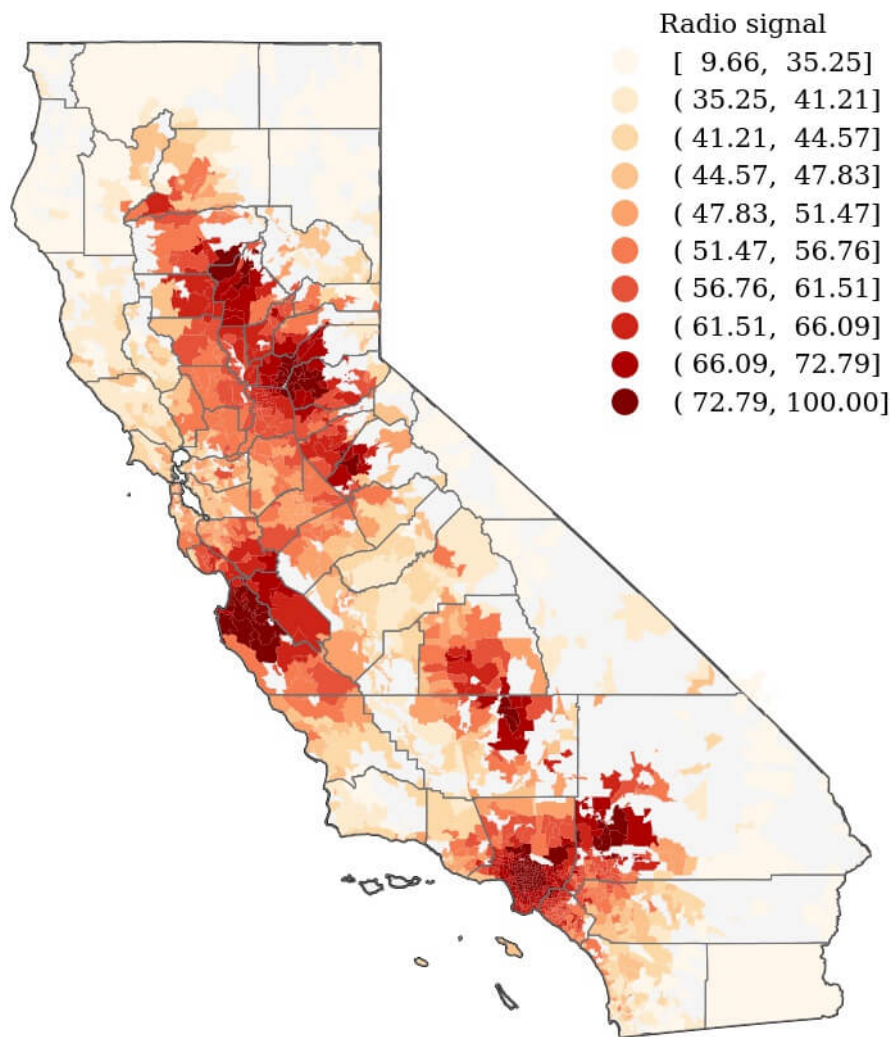 Radio signal
[ 9.66, 35.25]
( 35.25, 41.21]
( 41.21, 44.57]
( 44.57, 47.83]
( 47.83, 51.47]
( 51.47, 56.76]
( 56.76, 61.51]
( 61.51, 66.09]
( 66.09, 72.79]
( 72.79, 100.00]